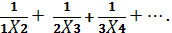 1/1X2 + 1/2X3 + 1/3X4 + ⋯.